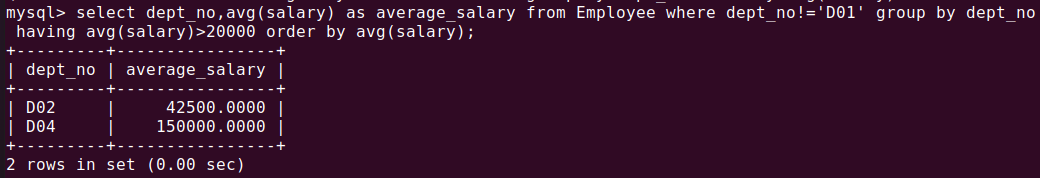 mysql> select dept_no,avg(salary) as average_salary from Employee where dept_no!='D01' group by dept_no
 having avg(salary)>20000 order by avg(salary);
+---------+----------------+
| dept_no | average_salary |
+---------+----------------+
| D02     |     42500.0000 |
| D04     |    150000.0000 |
+---------+----------------+
2 rows in set (0.00 sec)